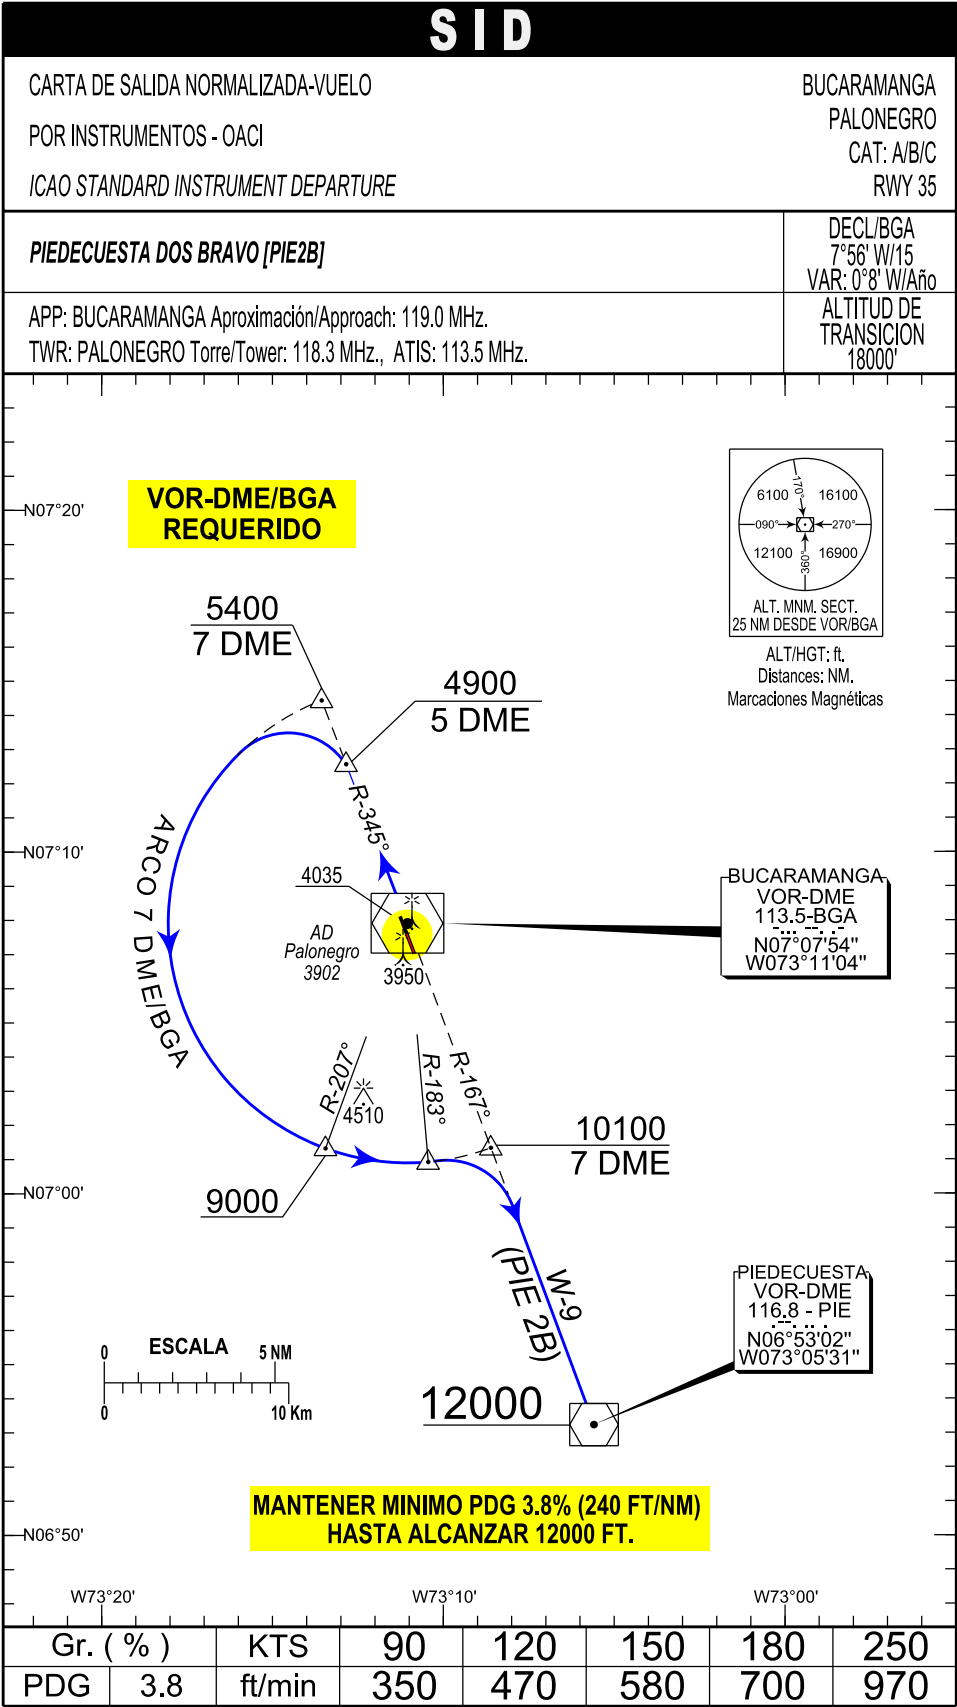 SID
CARTA DE SALIDA NORMALIZADA-VUELO
POR INSTRUMENTOS - OACI
ICAO STANDARD INSTRUMENT DEPARTURE
BUCARAMANGA
PALONEGRO
CAT: A/B/C
RWY 35
PIEDECUESTA DOS BRAVO [PIE2B]
DECL/BGA
7°56' W/15
VAR: 0°8' W/Año
APP: BUCARAMANGA Aproximación/Approach: 119.0 MHz.
TWR: PALONEGRO Torre/Tower: 118.3 MHz., ATIS: 113.5 MHz.
ALTITUD DE
TRANSICION
18000'
N07°20'
VOR-DME/BGA
REQUERIDO
170°
6100
16100
090°
270°
12100
16900
360°
ALT. MNM. SECT.
25 NM DESDE VOR/BGA
ALT/HGT: ft.
Distances: NM.
Marcaciones Magnéticas
5400
7 DME
4900
5 DME
R-345°
N07°10'
ARCO 7 DME/BGA
4035
AD
Palonegro
3902
3950
BUCARAMANGA
VOR-DME
113.5-BGA
N07°07'54"
W073°11'04"
R-207°
4510
R-183°
R-167°
10100
7 DME
N07°00'
9000
W-9
(PIE 2B)
PIEDECUESTA
VOR-DME
116.8 - PIE
N06°53'02"
W073°05'31"
0 ESCALA 5 NM
0 10 Km
12000
MANTENER MINIMO PDG 3.8% (240 FT/NM)
HASTA ALCANZAR 12000 FT.
N06°50'
W73°20' W73°10' W73°00'
Gr. ( % ) KTS 90 120 150 180 250
PDG 3.8 ft/min 350 470 580 700 970